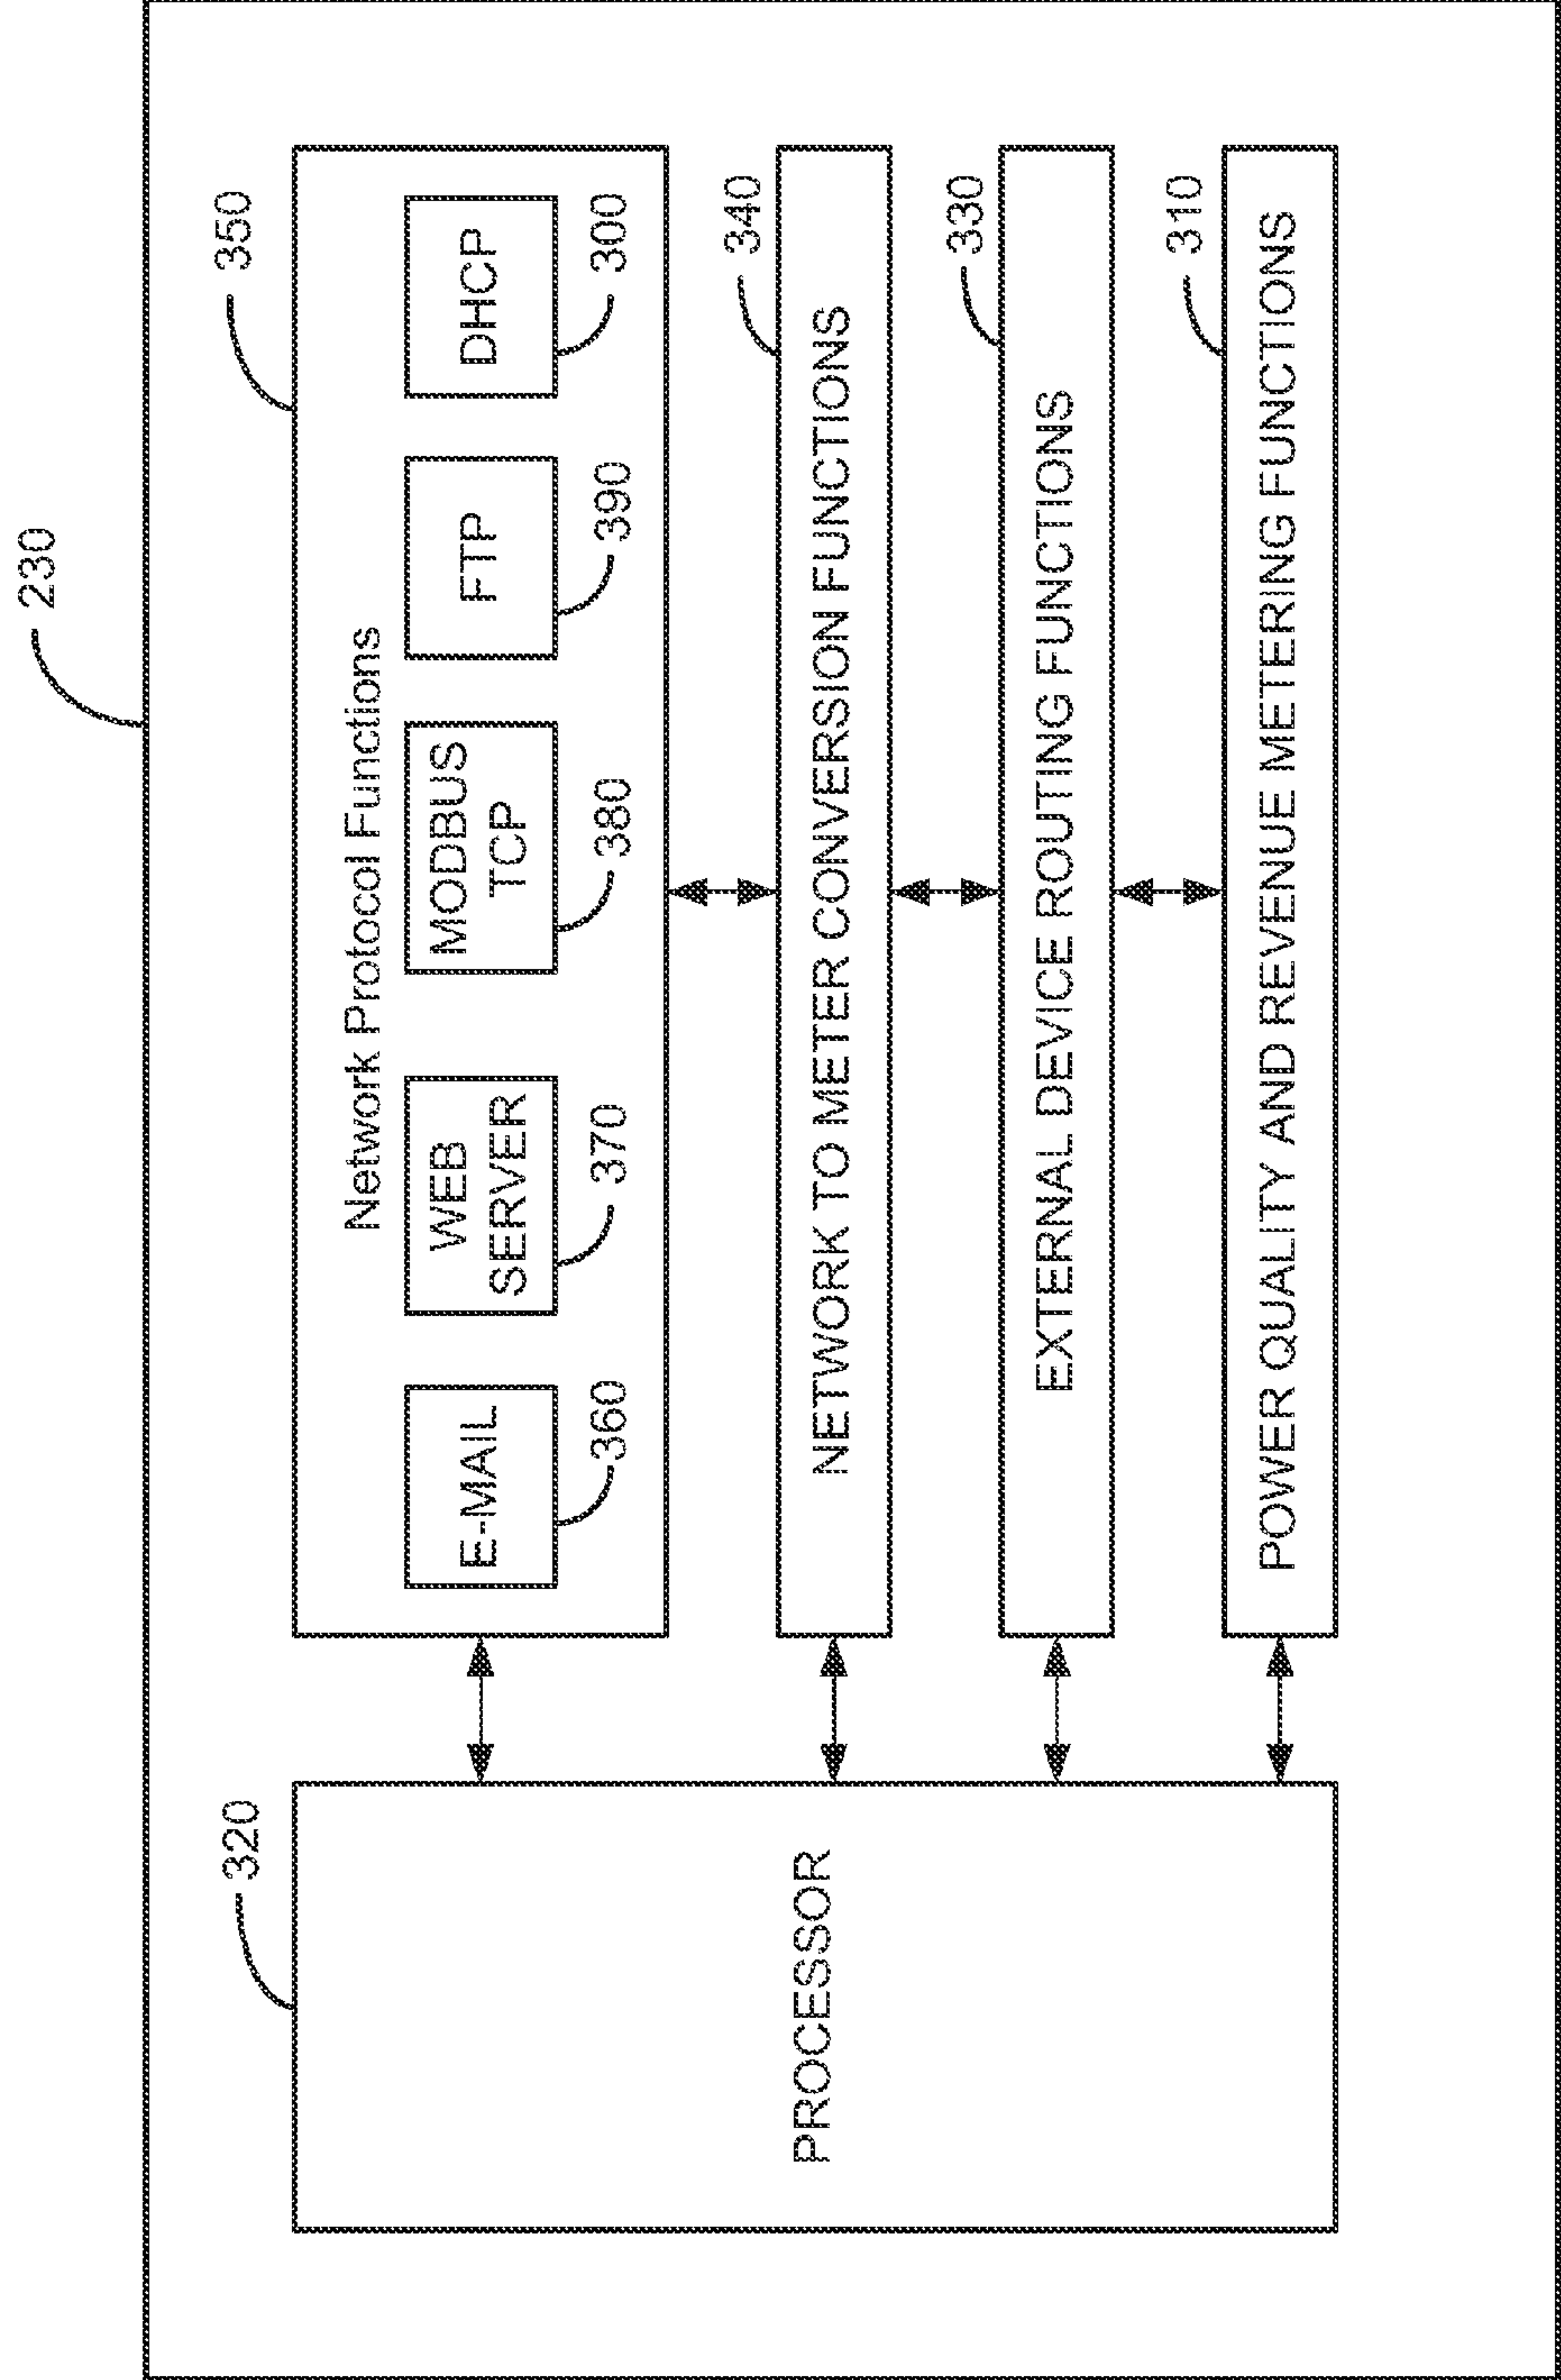 230
320
350
Network Protocol Functions
E-MAIL
WEB
SERVER
MODBUS
TCP
FTP
DHCP
360
370
380
390
300
340
NETWORK TO METER CONVERSION FUNCTIONS
PROCESSOR
330
EXTERNAL DEVICE ROUTING FUNCTIONS
310
POWER QUALITY AND REVENUE METERING FUNCTIONS